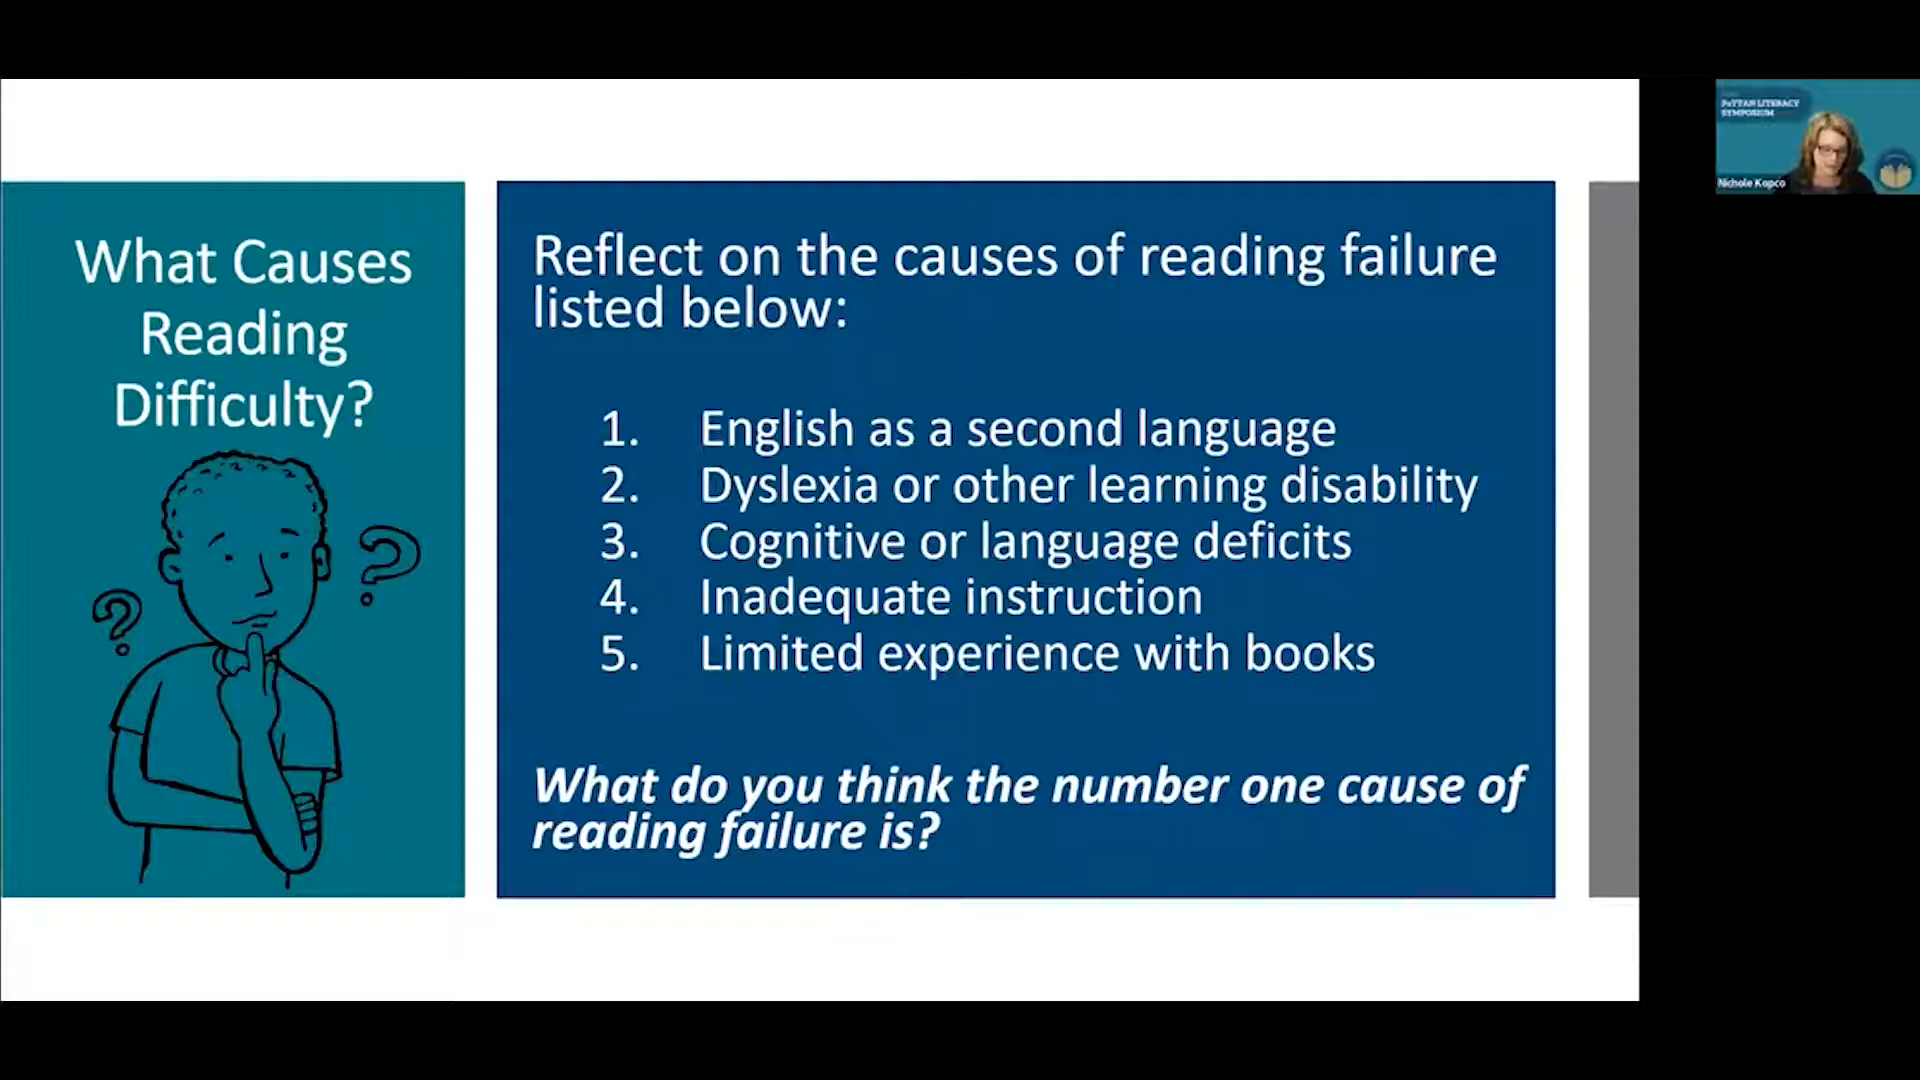 What Causes
Reading
Difficulty?
?
?
Reflect on the causes of reading failure
listed below:
1. English as a second language
2. Dyslexia or other learning disability
3. Cognitive or language deficits
4. Inadequate instruction
5. Limited experience with books
What do you think the number one cause of
reading failure is?
PaTTAN LITERACY
SYMPOSIUM
Nichole Kopco